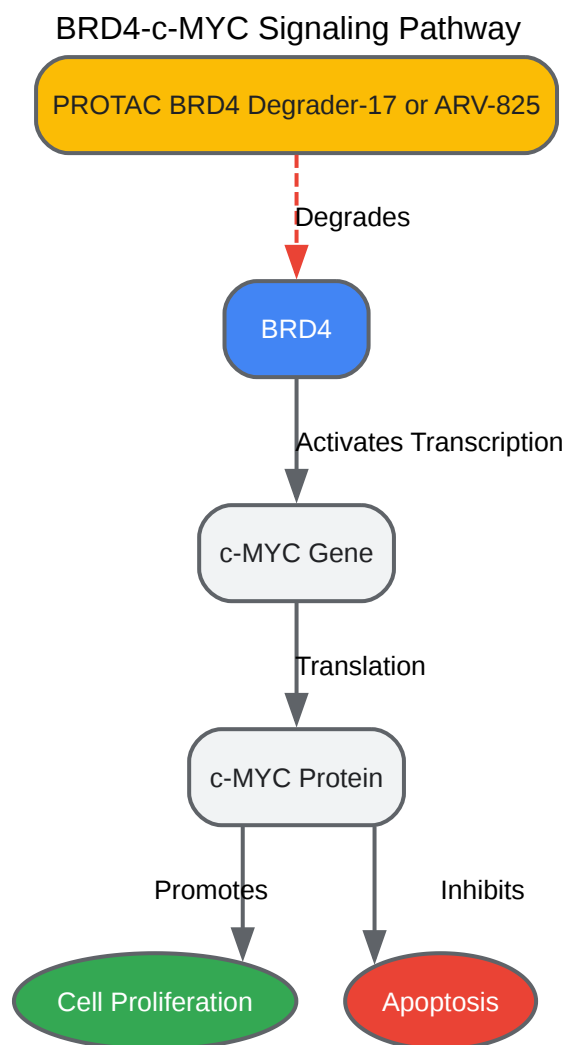 BRD4-c-MYC Signaling Pathway
PROTAC BRD4 Degrader-17 or ARV-825
Degrades
BRD4
Activates Transcription
c-MYC Gene
Translation
c-MYC Protein
Promotes
Inhibits
Cell Proliferation
Apoptosis